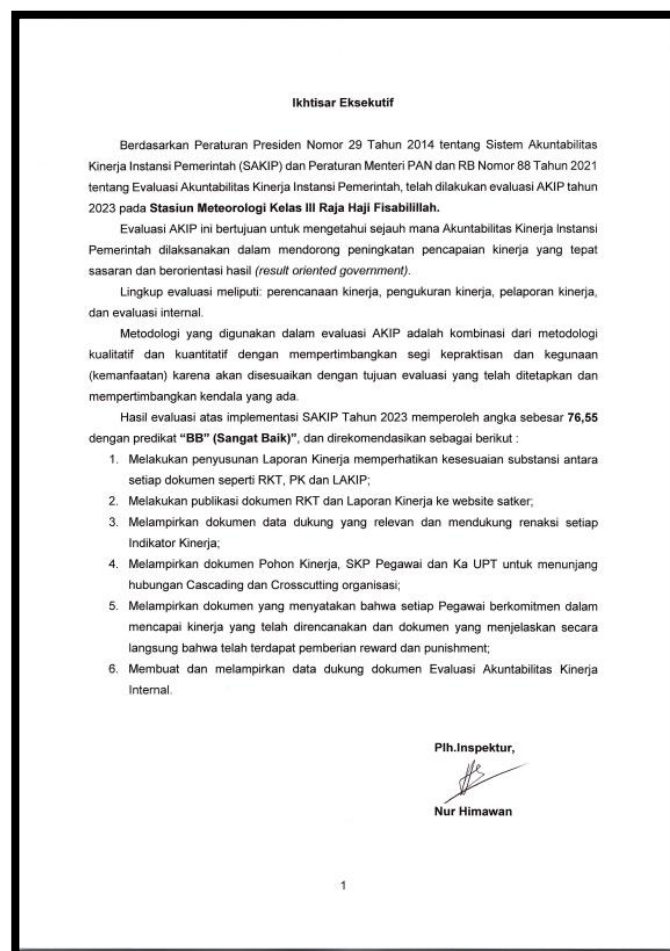 Ikhtisar Eksekutif
Berdasarkan Peraturan Presiden Nomor 29 Tahun 2014 tentang Sistem Akuntabilitas
Kinerja Instansi Pemerintah (SAKIP) dan Peraturan Menteri PAN dan RB Nomor 88 Tahun 2021
tentang Evaluasi Akuntabilitas Kinerja Instansi Pemerintah, telah dilakukan evaluasi AKIP tahun
2023 pada Stasiun Meteorologi Kelas III Raja Haji Fisabilillah.
Evaluasi AKIP ini bertujuan untuk mengetahui sejauh mana Akuntabilitas Kinerja Instansi
Pemerintah dilaksanakan dalam mendorong peningkatan pencapaian kinerja yang tepat
sasaran dan berorientasi hasil (result oriented government).
Lingkup evaluasi meliputi: perencanaan kinerja, pengukuran kinerja, pelaporan kinerja,
dan evaluasi internal.
Metodologi yang digunakan dalam evaluasi AKIP adalah kombinasi dari metodologi
kualitatif dan kuantitatif dengan mempertimbangkan segi kepraktisan dan kegunaan
(kemanfaatan) karena akan disesuaikan dengan tujuan evaluasi yang telah ditetapkan dan
mempertimbangkan kendala yang ada.
Hasil evaluasi atas implementasi SAKIP Tahun 2023 memperoleh angka sebesar 76,55
dengan predikat “BB” (Sangat Baik)”, dan direkomendasikan sebagai berikut :
1. Melakukan penyusunan Laporan Kinerja memperhatikan kesesuaian substansi antara
setiap dokumen seperti RKT, PK dan LAKIP;
2. Melakukan publikasi dokumen RKT dan Laporan Kinerja ke website satker;
3. Melampirkan dokumen data dukung yang relevan dan mendukung renaksi setiap
Indikator Kinerja;
4. Melampirkan dokumen Pohon Kinerja, SKP Pegawai dan Ka UPT untuk menunjang
hubungan Cascading dan Crosscutting organisasi;
5. Melampirkan dokumen yang menyatakan bahwa setiap Pegawai berkomitmen dalam
mencapai kinerja yang telah direncanakan dan dokumen yang menjelaskan secara
langsung bahwa telah terdapat pemberian reward dan punishment;
6. Membuat dan melampirkan data dukung dokumen Evaluasi Akuntabilitas Kinerja
Internal.
Plh.Inspektur,
Nur Himawan
1